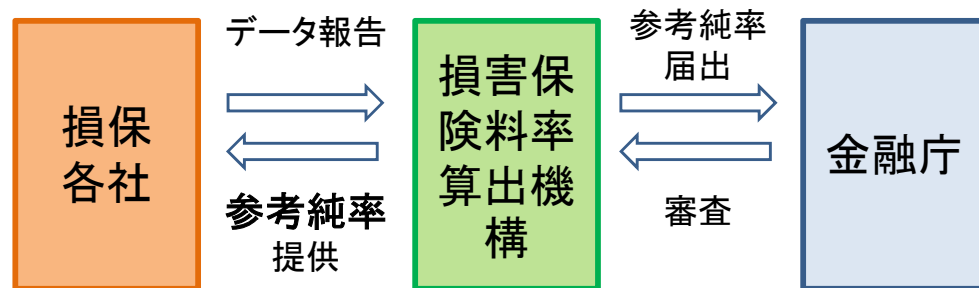 損保
各社
データ報告
参考純率
提供
損害保
険料率
算出機
構
参考純率
届出
審査
金融庁